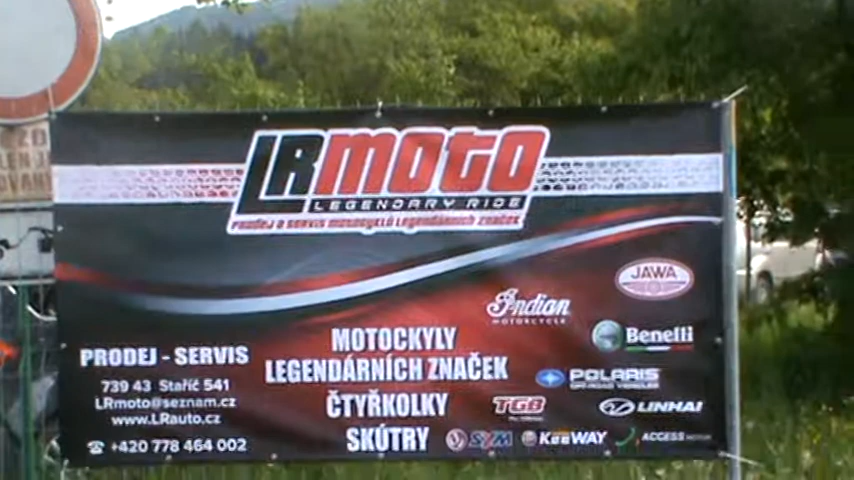 LRMOTO
LEGENDARY RIDE
PRODEJ A SERVIS MOTOCYKLŮ LEGENDÁRNÍCH ZNAČEK
JAWA
Indian
MOTORCYCLE
Benelli
PRODEJ - SERVIS
739 43 Staříč 541
LRmoto@seznam.cz
www.LRauto.cz
+420 778 464 002
MOTOCKYLY
LEGENDÁRNÍCH ZNAČEK
ČTYŘKOLKY
SKÚTRY
POLARIS
OFF-ROAD VEHICLES
TGB
LINHAI
SYM
KEEWAY
ACCESS MOTOR